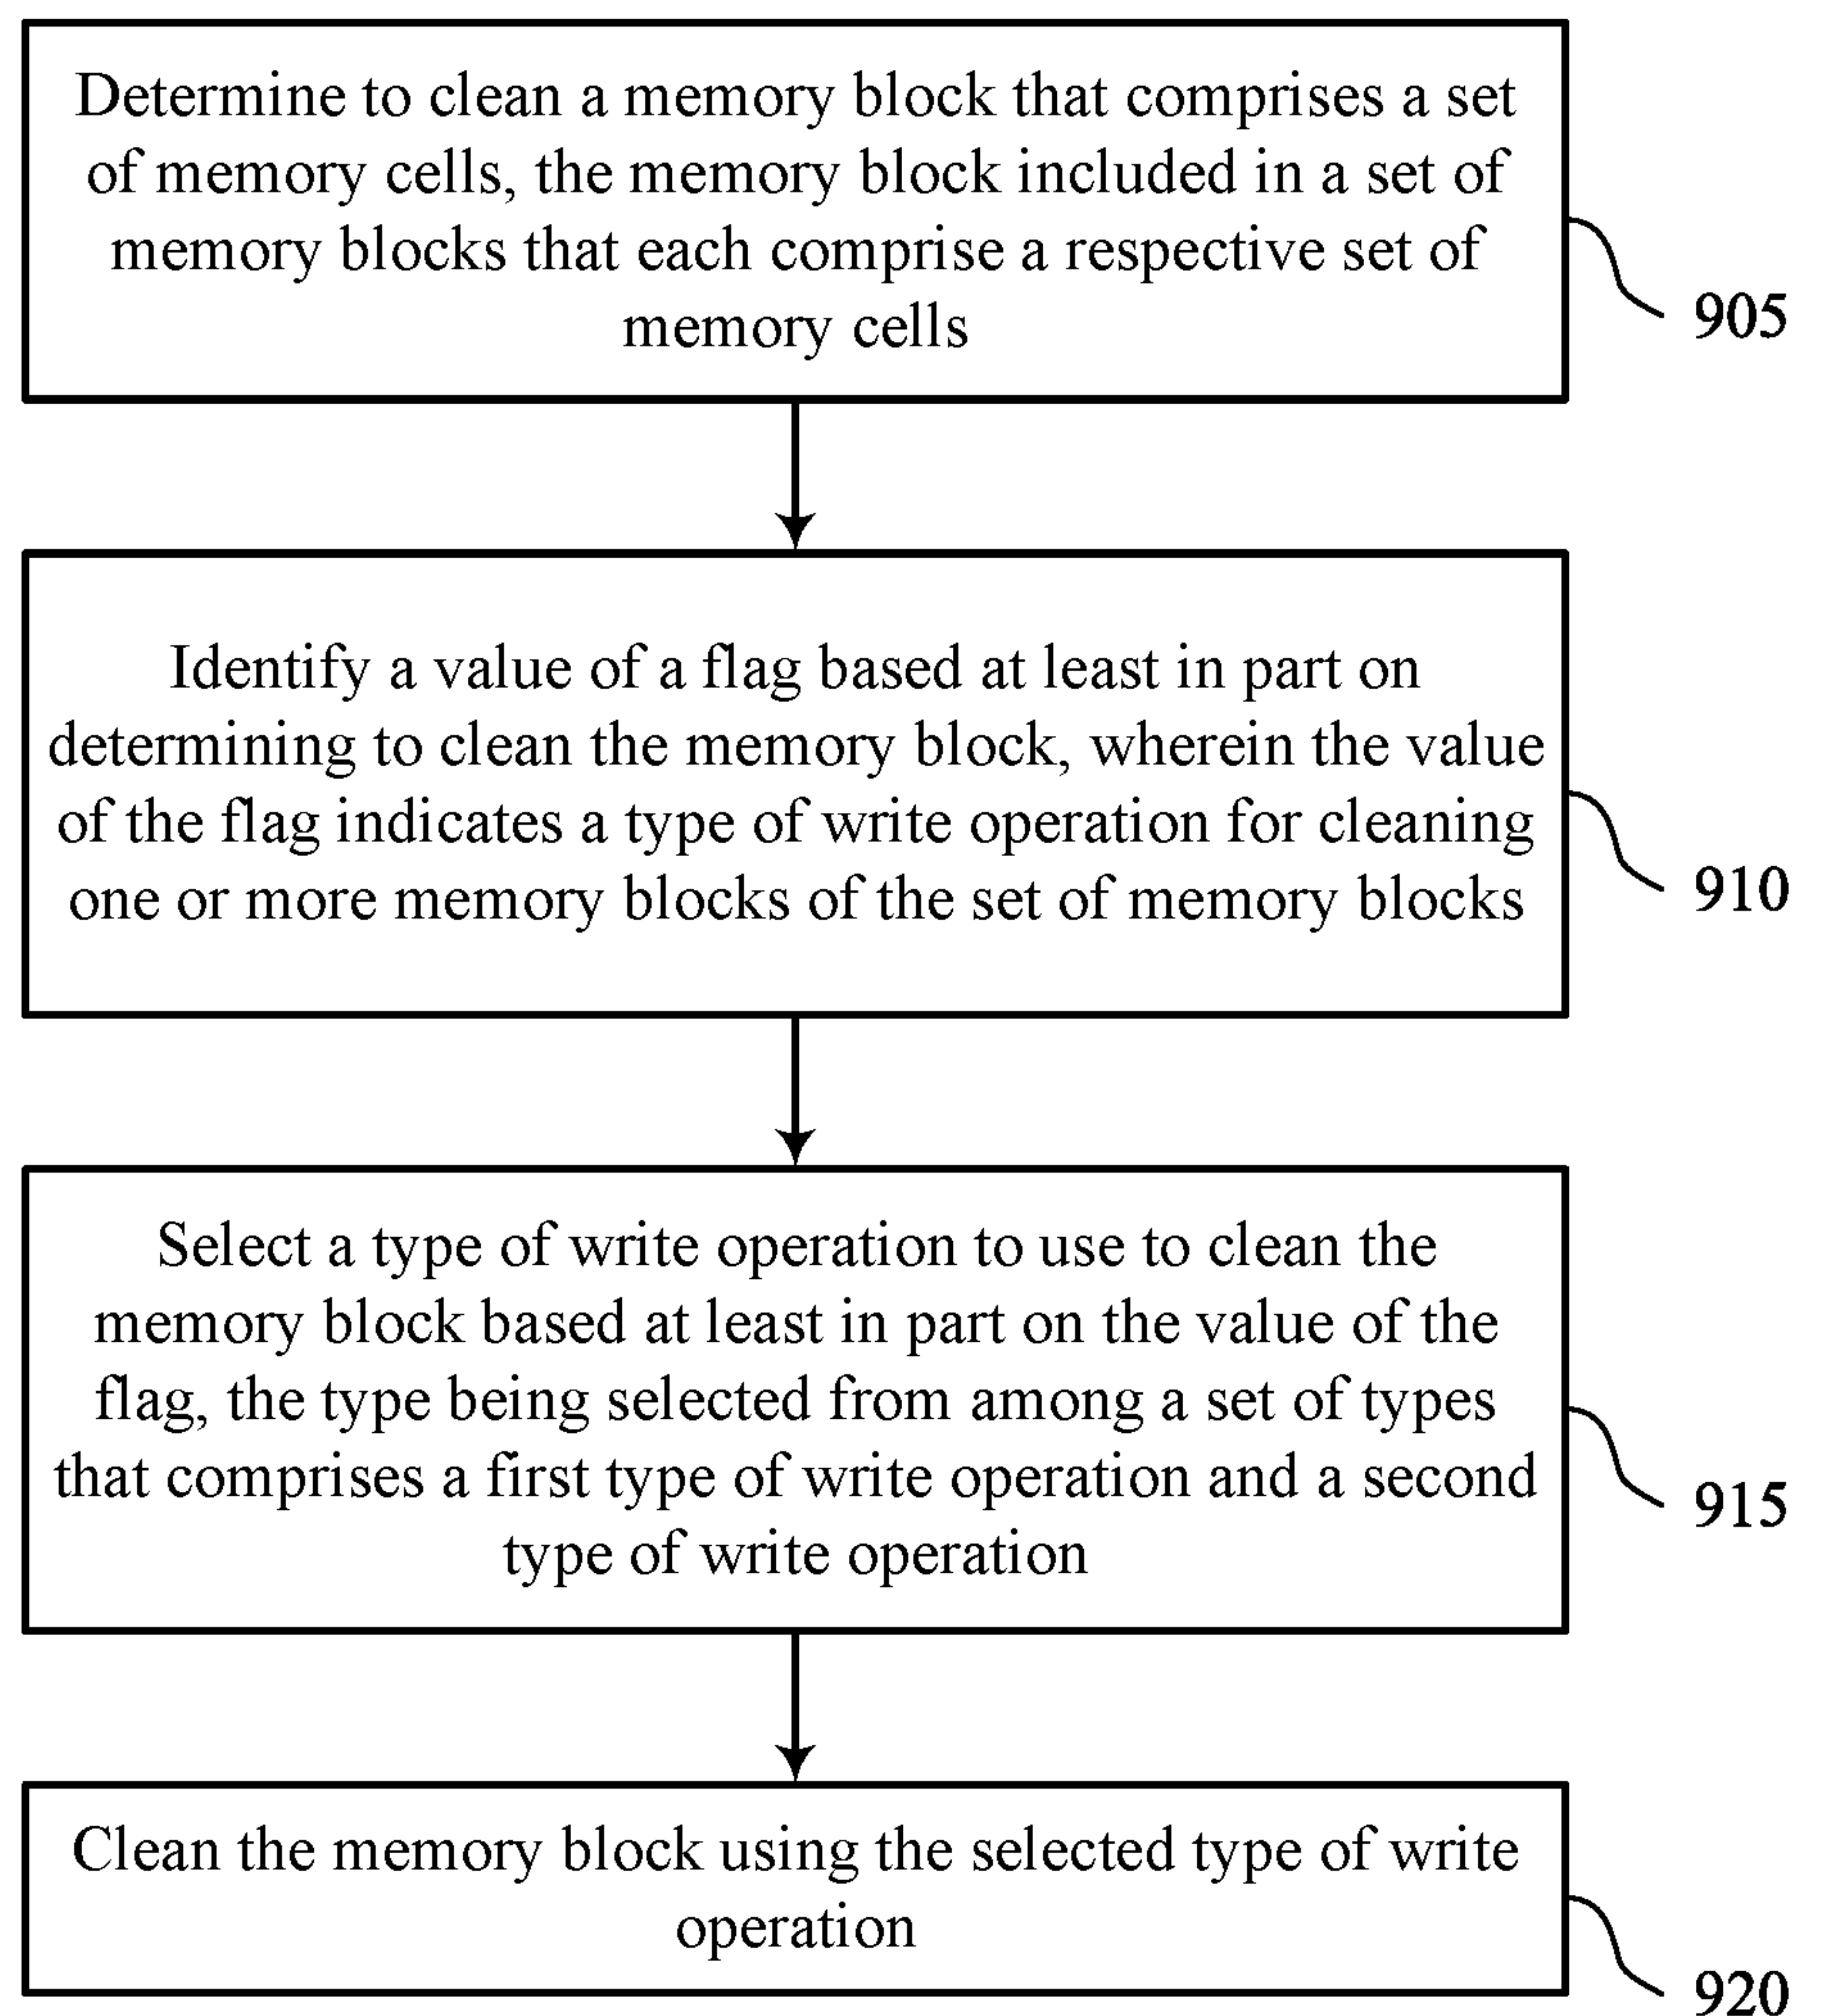 Determine to clean a memory block that comprises a set
of memory cells, the memory block included in a set of
memory blocks that each comprise a respective set of
memory cells
905
Identify a value of a flag based at least in part on
determining to clean the memory block, wherein the value
of the flag indicates a type of write operation for cleaning
one or more memory blocks of the set of memory blocks
910
Select a type of write operation to use to clean the
memory block based at least in part on the value of the
flag, the type being selected from among a set of types
that comprises a first type of write operation and a second
type of write operation
915
Clean the memory block using the selected type of write
operation
920